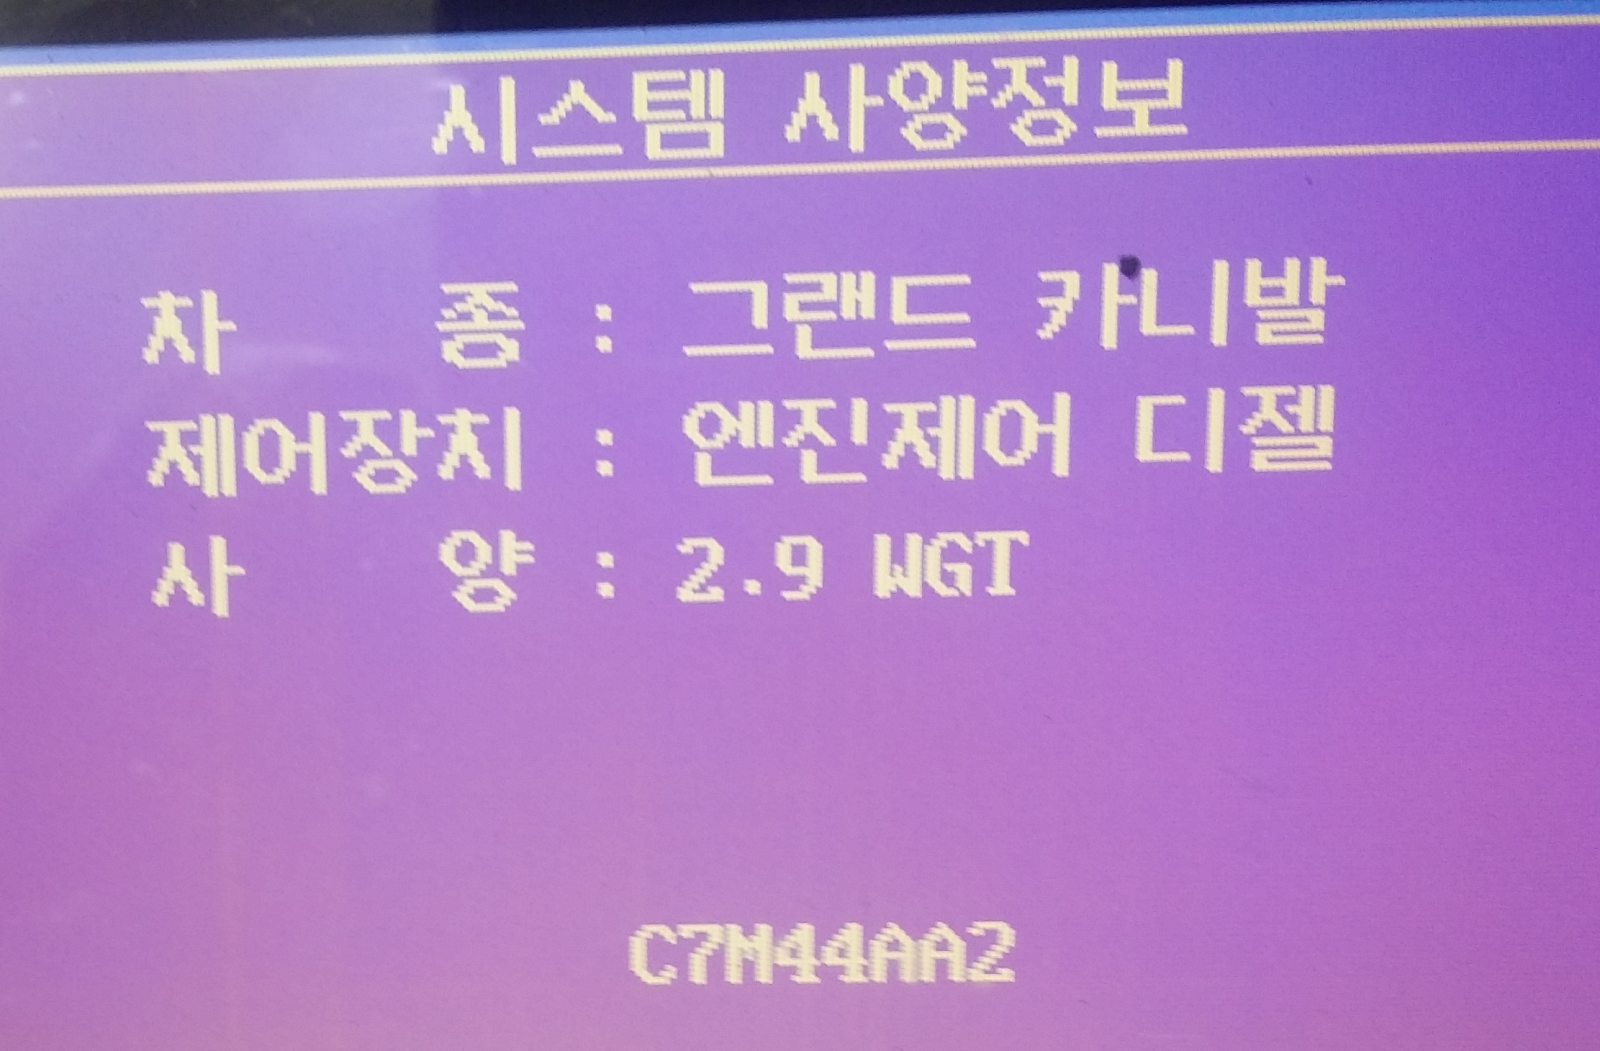 시스템 사양정보
차 종 : 그랜드 카니발
제어장치 : 엔진제어 디젤
사 양 : 2.9 WGT
C7M44AA2